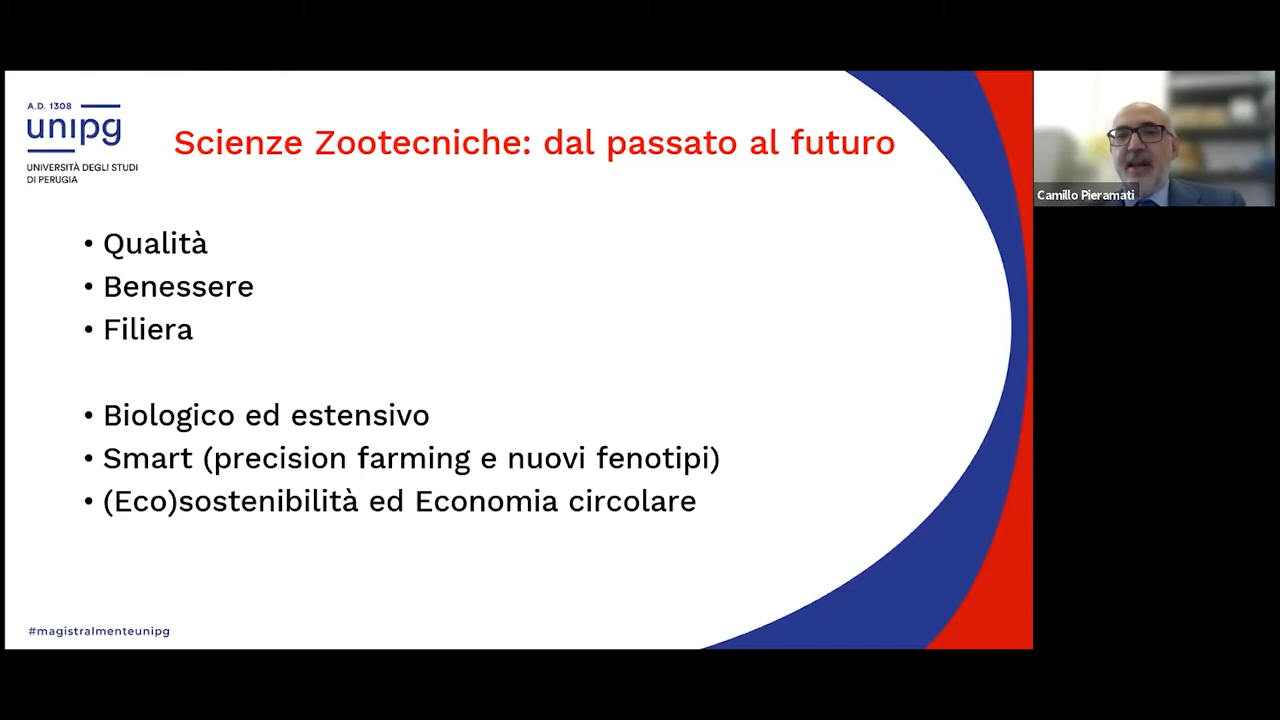 A.D. 1308
unipg
UNIVERSITÀ DEGLI STUDI
DI PERUGIA
Scienze Zootecniche: dal passato al futuro
• Qualità
• Benessere
• Filiera
• Biologico ed estensivo
• Smart (precision farming e nuovi fenotipi)
• (Eco)sostenibilità ed Economia circolare
#magistralmenteunipg
Camillo Pieramati